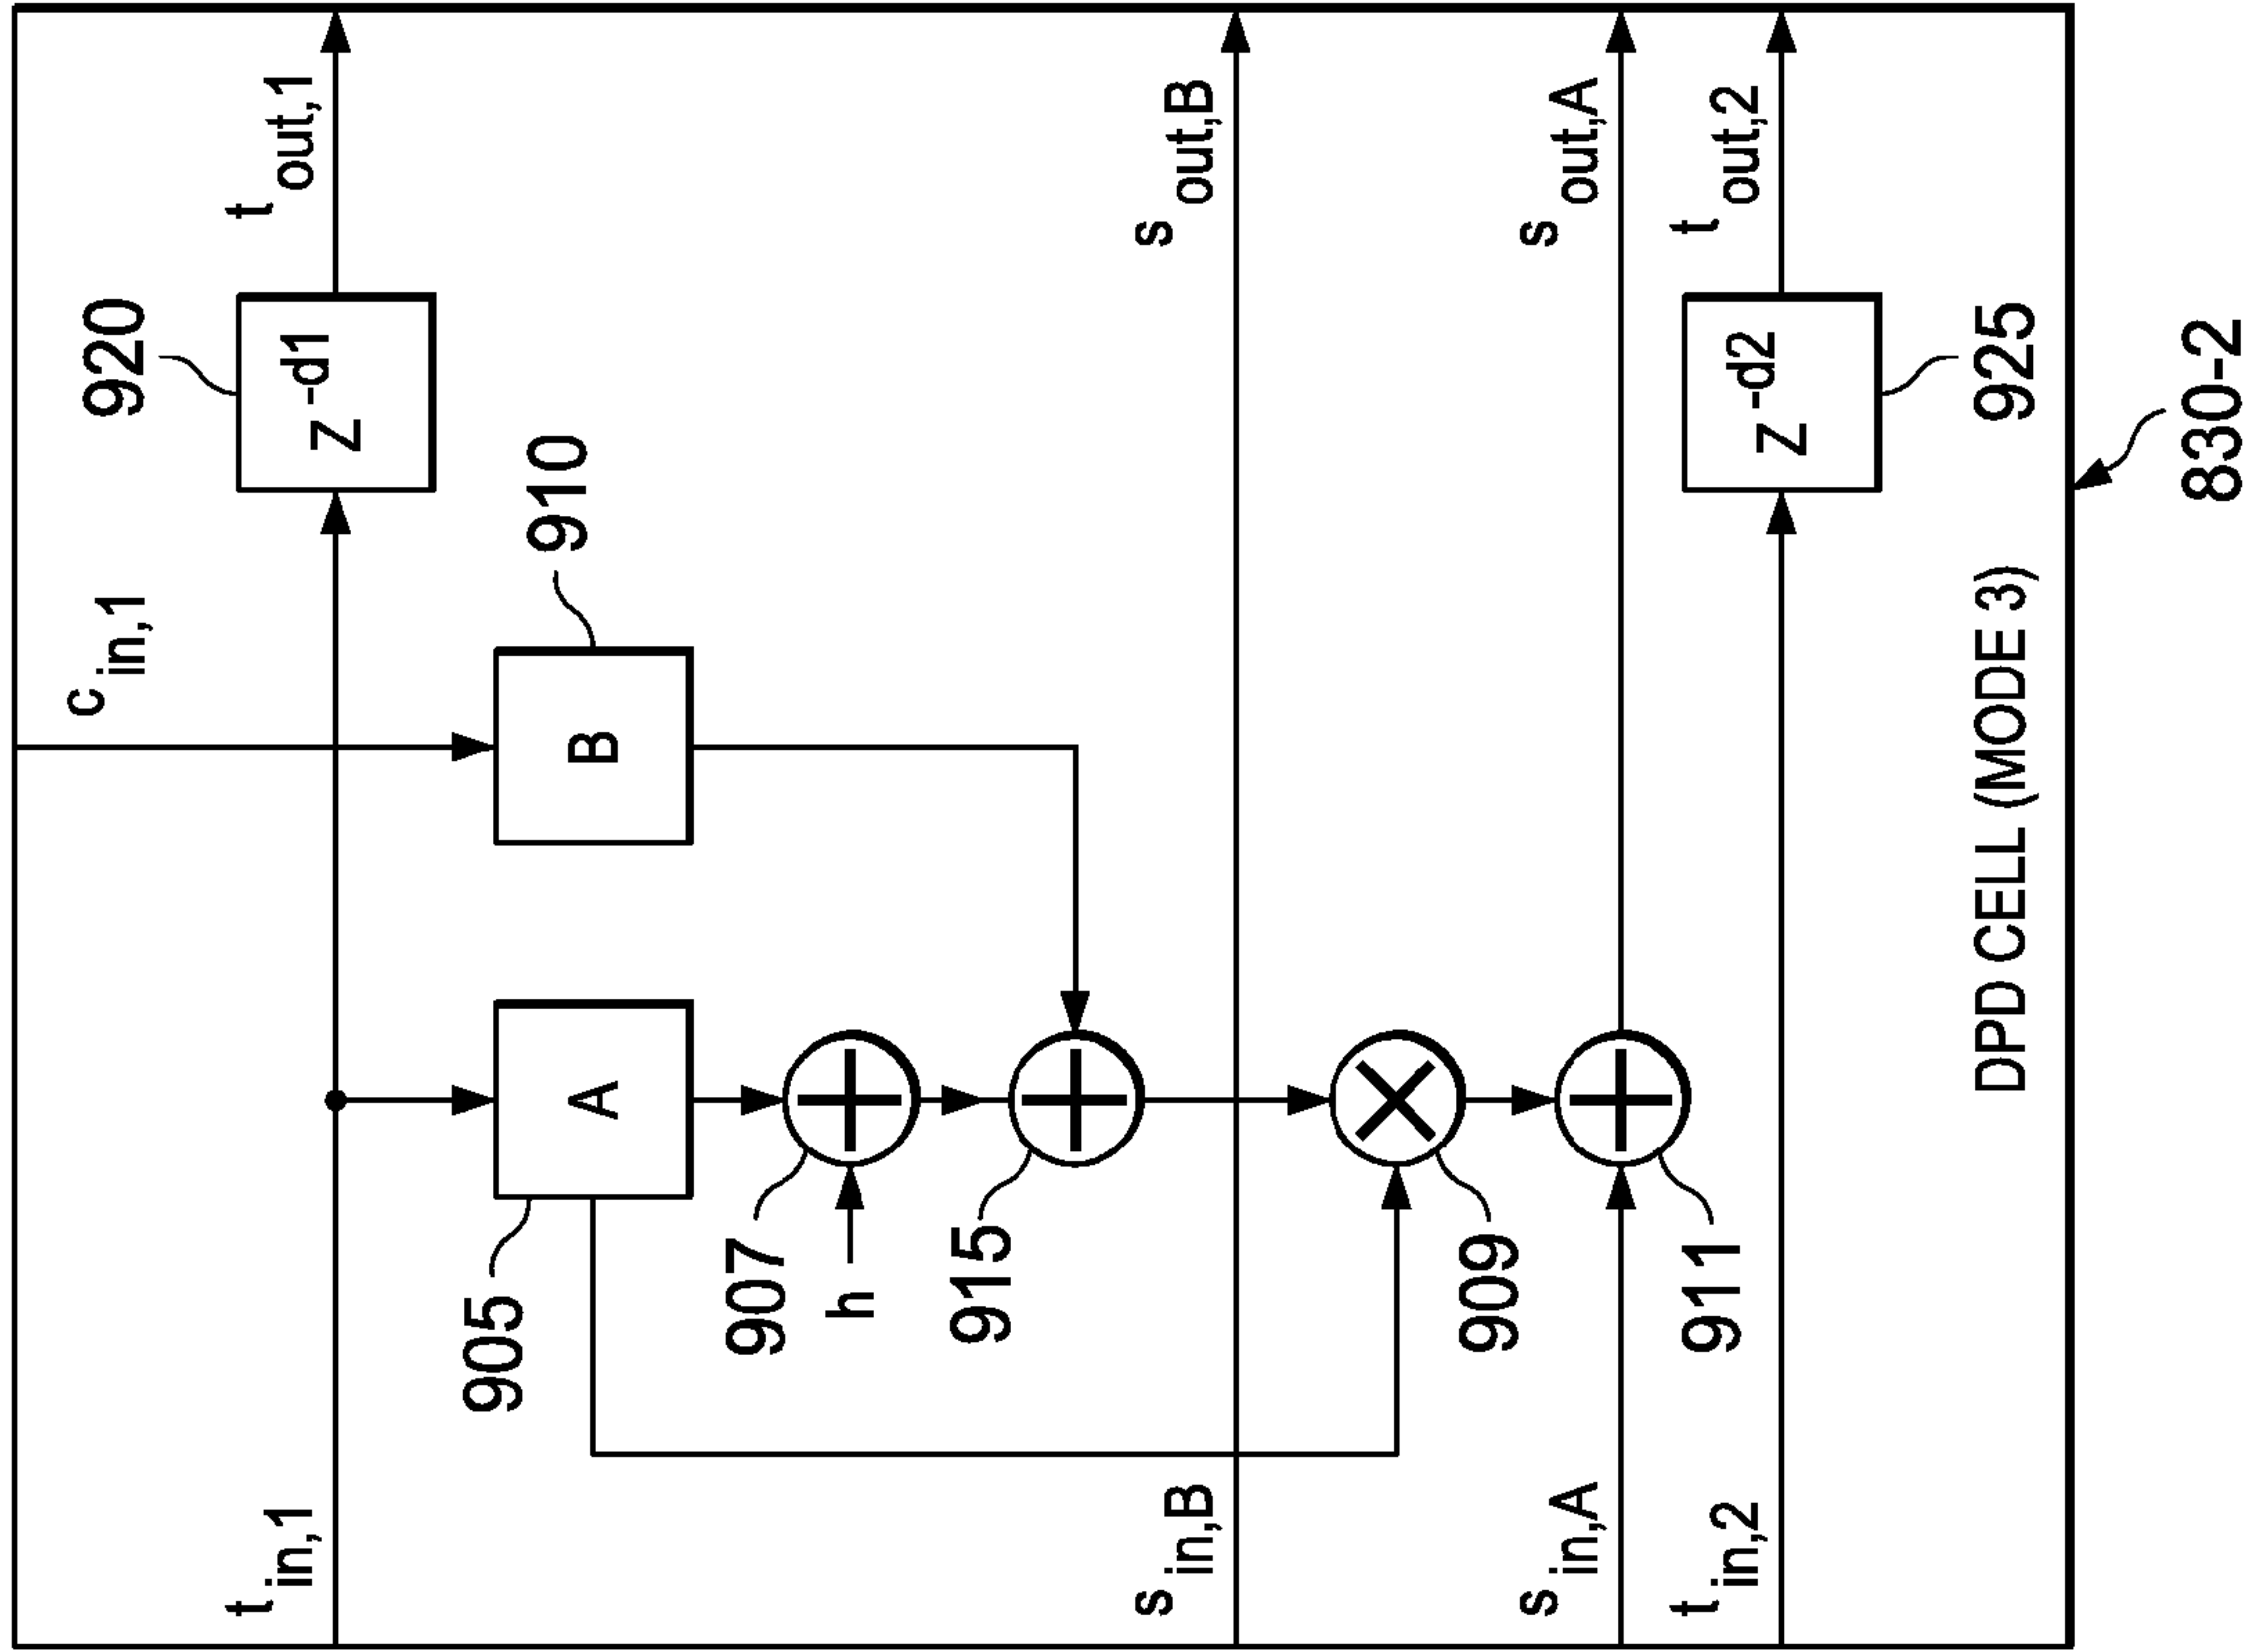 c in,1
920
t in,1
t out,1
z -d1
910
905
A
B
907
h
915
s in,B
s out,B
909
s in,A
s out,A
911
t in,2
t out,2
z -d2
925
DPD CELL (MODE 3)
830-2